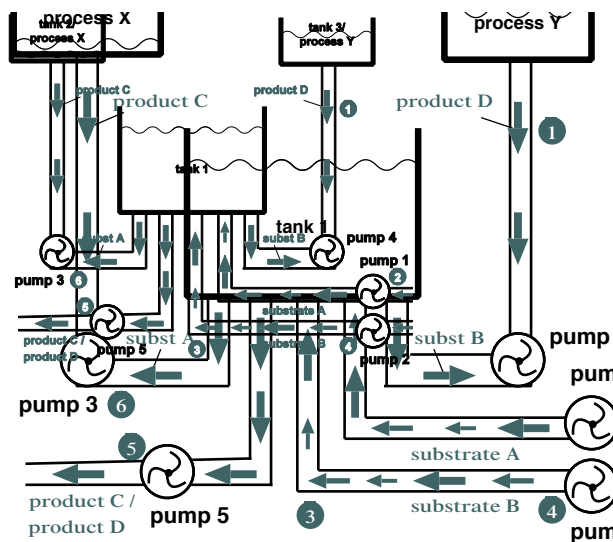 process X
tank 2/
process X
tank 3/
process Y
process Y
product C
product C
product D
1
product D
1
tank 1
tank 1
subst A
subst B
pump 4
pump 3
6
pump 1
2
5
substrate A
product C /
product D
pump 5
subst A
3
substrate B
4
pump 2
subst B
pump
pump 3
6
pum
substrate A
5
product C /
product D
pump 5
3
substrate B
4
pum